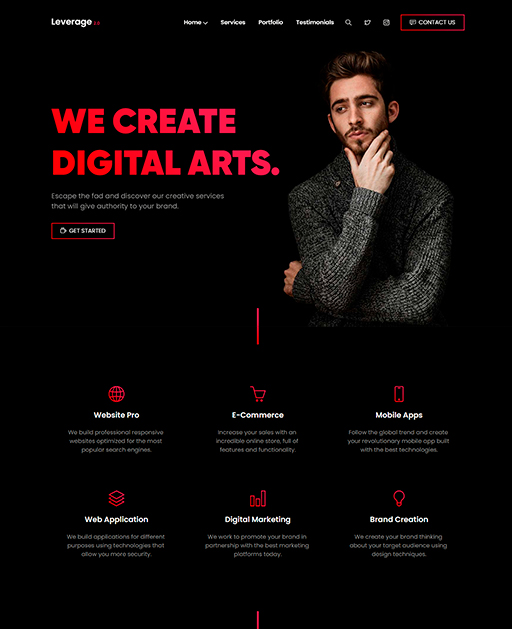 Leverage
Home Services Portfolio Testimonials CONTACT US
WE CREATE
DIGITAL ARTS.
Escape the fad and discover our creative services
that will give authority to your brand.
GET STARTED
Website Pro
We build professional responsive
websites optimized for the most
popular search engines.
E-Commerce
Increase your sales with an
incredible online store, full of
features and functionality.
Mobile Apps
Follow the global trend and create
your revolutionary mobile app built
with the best technologies.
Web Application
We build applications for different
purposes using technologies that
allow you more security.
Digital Marketing
We work to promote your brand in
partnership with the best marketing
platforms today.
Brand Creation
We create your brand thinking
about your target audience using
design techniques.